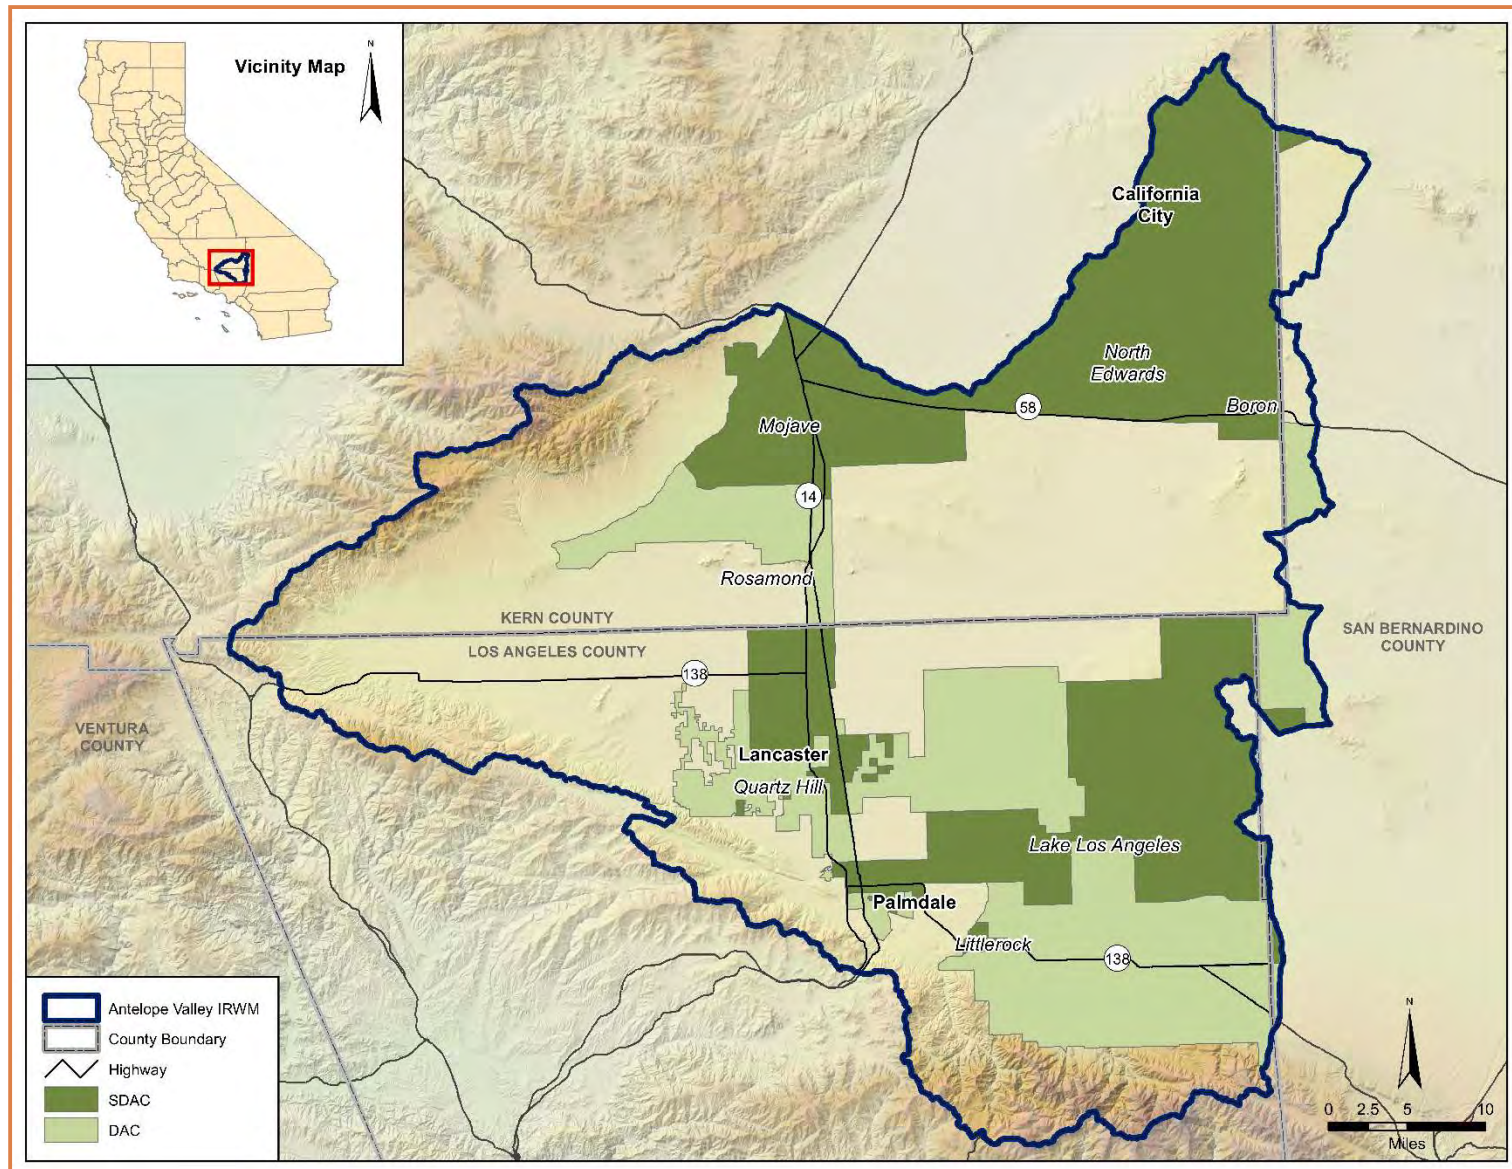 Vicinity Map
N
California
City
North
Edwards
58
Boron
Mojave
14
Rosamond
KERN COUNTY
LOS ANGELES COUNTY
SAN BERNARDINO
COUNTY
138
VENTURA
COUNTY
Lancaster
Quartz Hill
Lake Los Angeles
Palmdale
Littlerock
138
Antelope Valley IRWM
County Boundary
Highway
SDAC
DAC
N
0 2.5 5 10
Miles